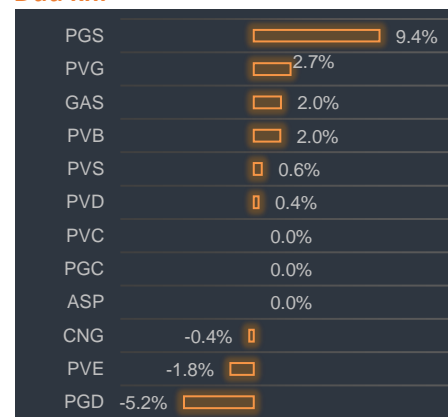 PGS 9.4%
PVG 2.7%
GAS 2.0%
PVB 2.0%
PVS 0.6%
PVD 0.4%
PVC 0.0%
PGC 0.0%
ASP 0.0%
CNG -0.4%
PVE -1.8%
PGD -5.2%